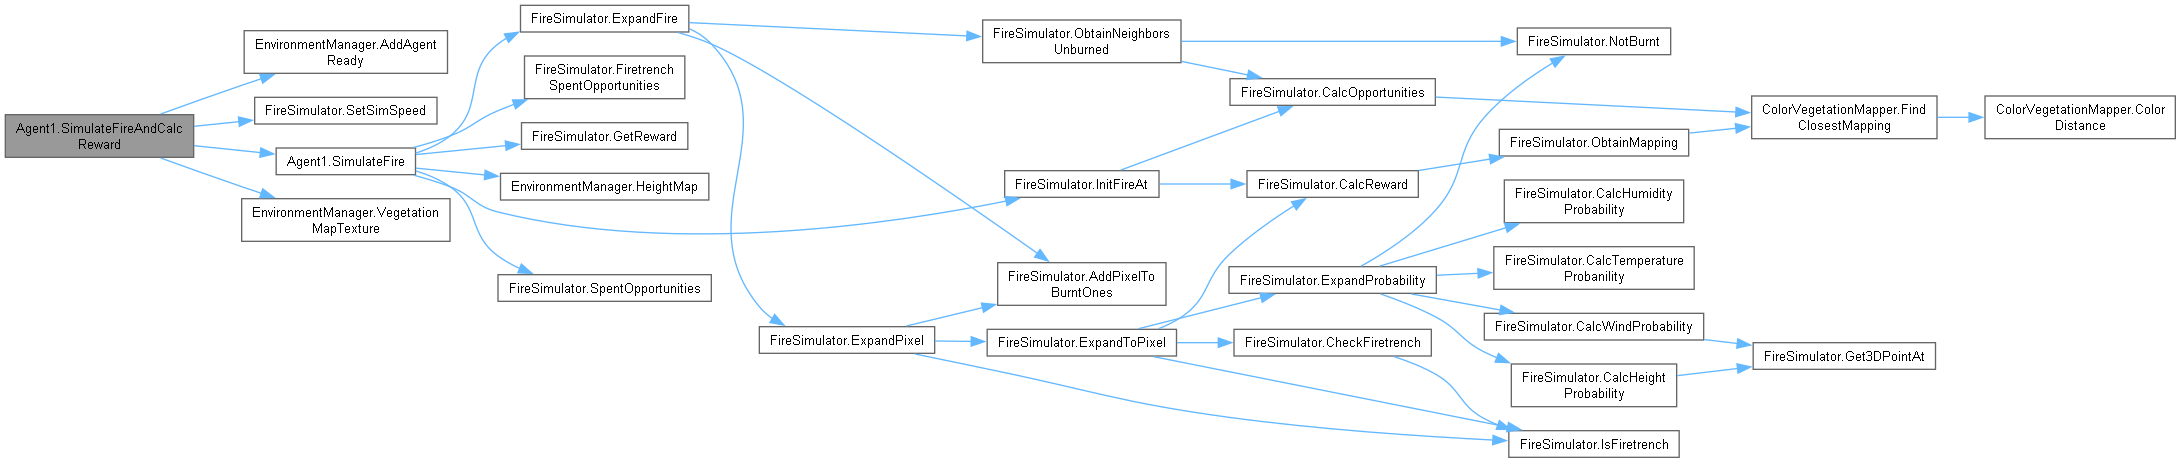 Agent1.SimulateFireAndCalc
Reward
EnvironmentManager.AddAgent
Ready
FireSimulator.SetSimSpeed
Agent1.SimulateFire
EnvironmentManager.Vegetation
MapTexture
FireSimulator.ExpandFire
FireSimulator.Firetrench
SpentOpportunities
FireSimulator.GetReward
EnvironmentManager.HeightMap
FireSimulator.SpentOpportunities
FireSimulator.ExpandPixel
FireSimulator.ObtainNeighbors
Unburned
FireSimulator.InitFireAt
FireSimulator.AddPixelTo
BurntOnes
FireSimulator.ExpandToPixel
FireSimulator.CalcOpportunities
FireSimulator.CalcReward
FireSimulator.ExpandProbability
FireSimulator.CheckFiretrench
FireSimulator.NotBurnt
FireSimulator.ObtainMapping
FireSimulator.CalcHumidity
Probability
FireSimulator.CalcTemperature
Probanility
FireSimulator.CalcWindProbability
FireSimulator.CalcHeight
Probability
FireSimulator.IsFiretrench
ColorVegetationMapper.Find
ClosestMapping
FireSimulator.Get3DPointAt
ColorVegetationMapper.Color
Distance